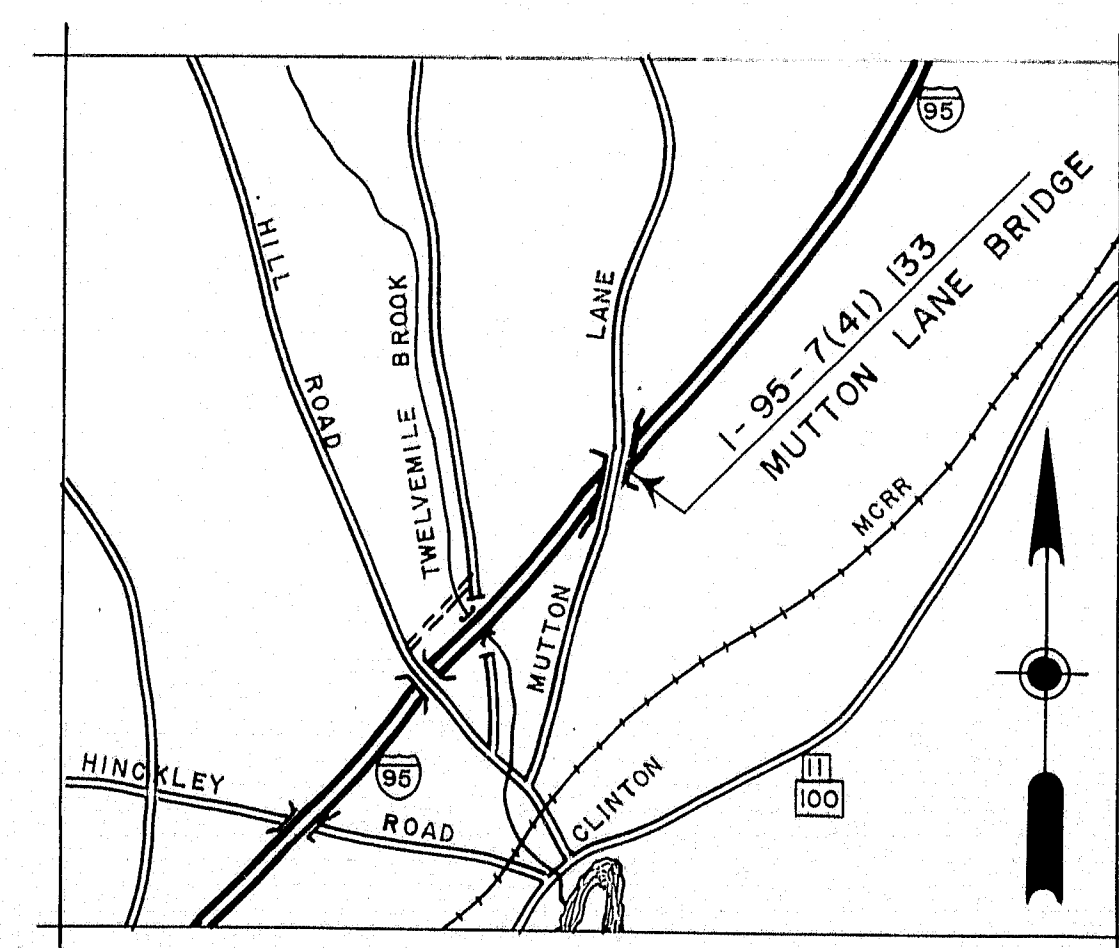 95
HILL
ROAD
TWELVEMILE BROOK
LANE
MUTTON
I-95-7(41) 133
MUTTON LANE BRIDGE
MCRR
HINCKLEY
ROAD
95
CLINTON
11
100